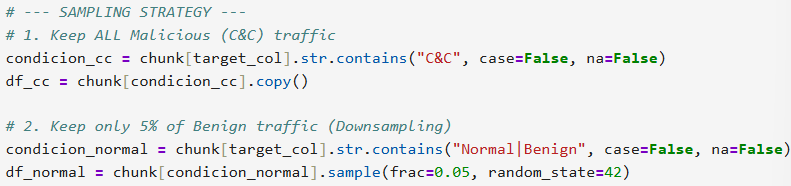 # --- SAMPLING STRATEGY ---
# 1. Keep ALL Malicious (C&C) traffic
condicion_cc = chunk[target_col].str.contains("C&C", case=False, na=False)
df_cc = chunk[condicion_cc].copy()
# 2. Keep only 5% of Benign traffic (Downsampling)
condicion_normal = chunk[target_col].str.contains("Normal|Benign", case=False, na=False)
df_normal = chunk[condicion_normal].sample(frac=0.05, random_state=42)